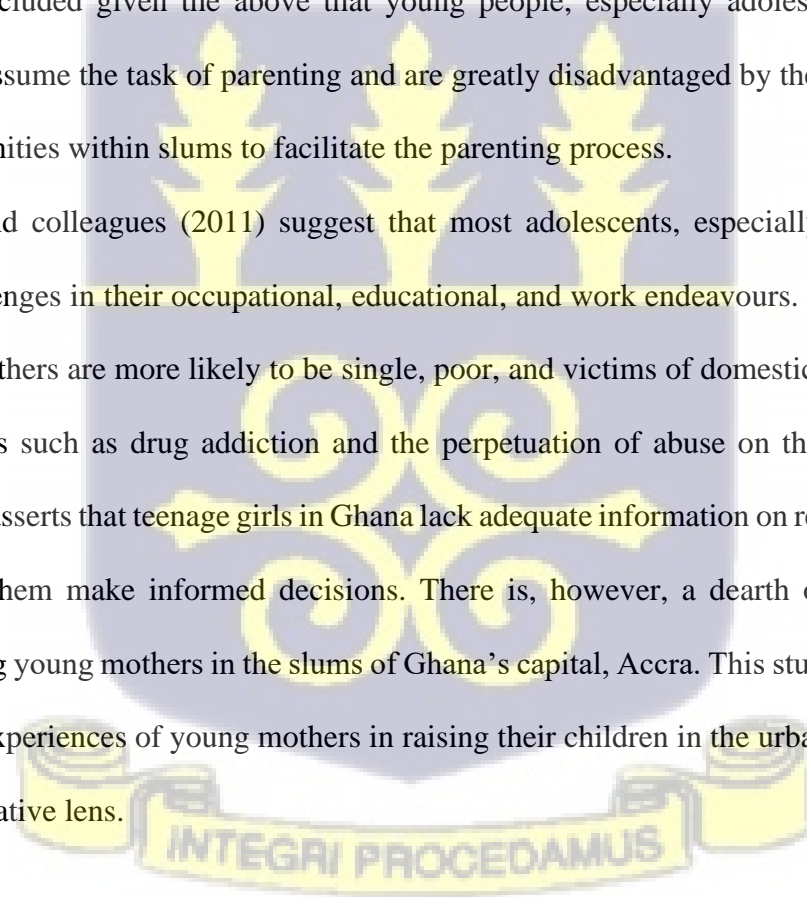 cluded given the above that young people, especially adoles
ssume the task of parenting and are greatly disadvantaged by the
nities within slums to facilitate the parenting process.
d colleagues (2011) suggest that most adolescents, especially
enges in their occupational, educational, and work endeavours.
thers are more likely to be single, poor, and victims of domestic
s such as drug addiction and the perpetuation of abuse on th
asserts that teenage girls in Ghana lack adequate information on re
them make informed decisions. There is, however, a dearth o
g young mothers in the slums of Ghana’s capital, Accra. This stu
xperiences of young mothers in raising their children in the urba
ative lens.
INTEGRI PROCEDAMUS